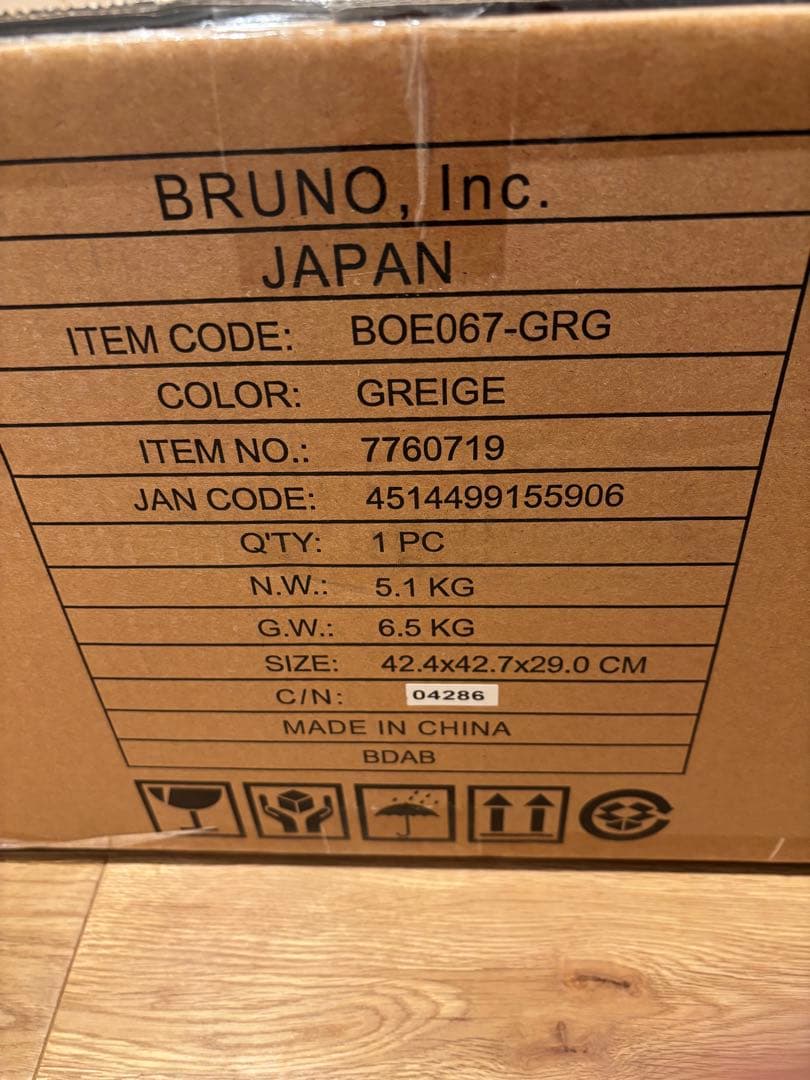 BRUNO, Inc.
JAPAN
ITEM CODE: BOE067-GRG
COLOR: GREIGE
ITEM NO.: 7760719
JAN CODE: 4514499155906
Q'TY: 1 PC
N.W.: 5.1 KG
G.W.: 6.5 KG
SIZE: 42.4x42.7x29.0 CM
C/N: 04286
MADE IN CHINA
BDAB